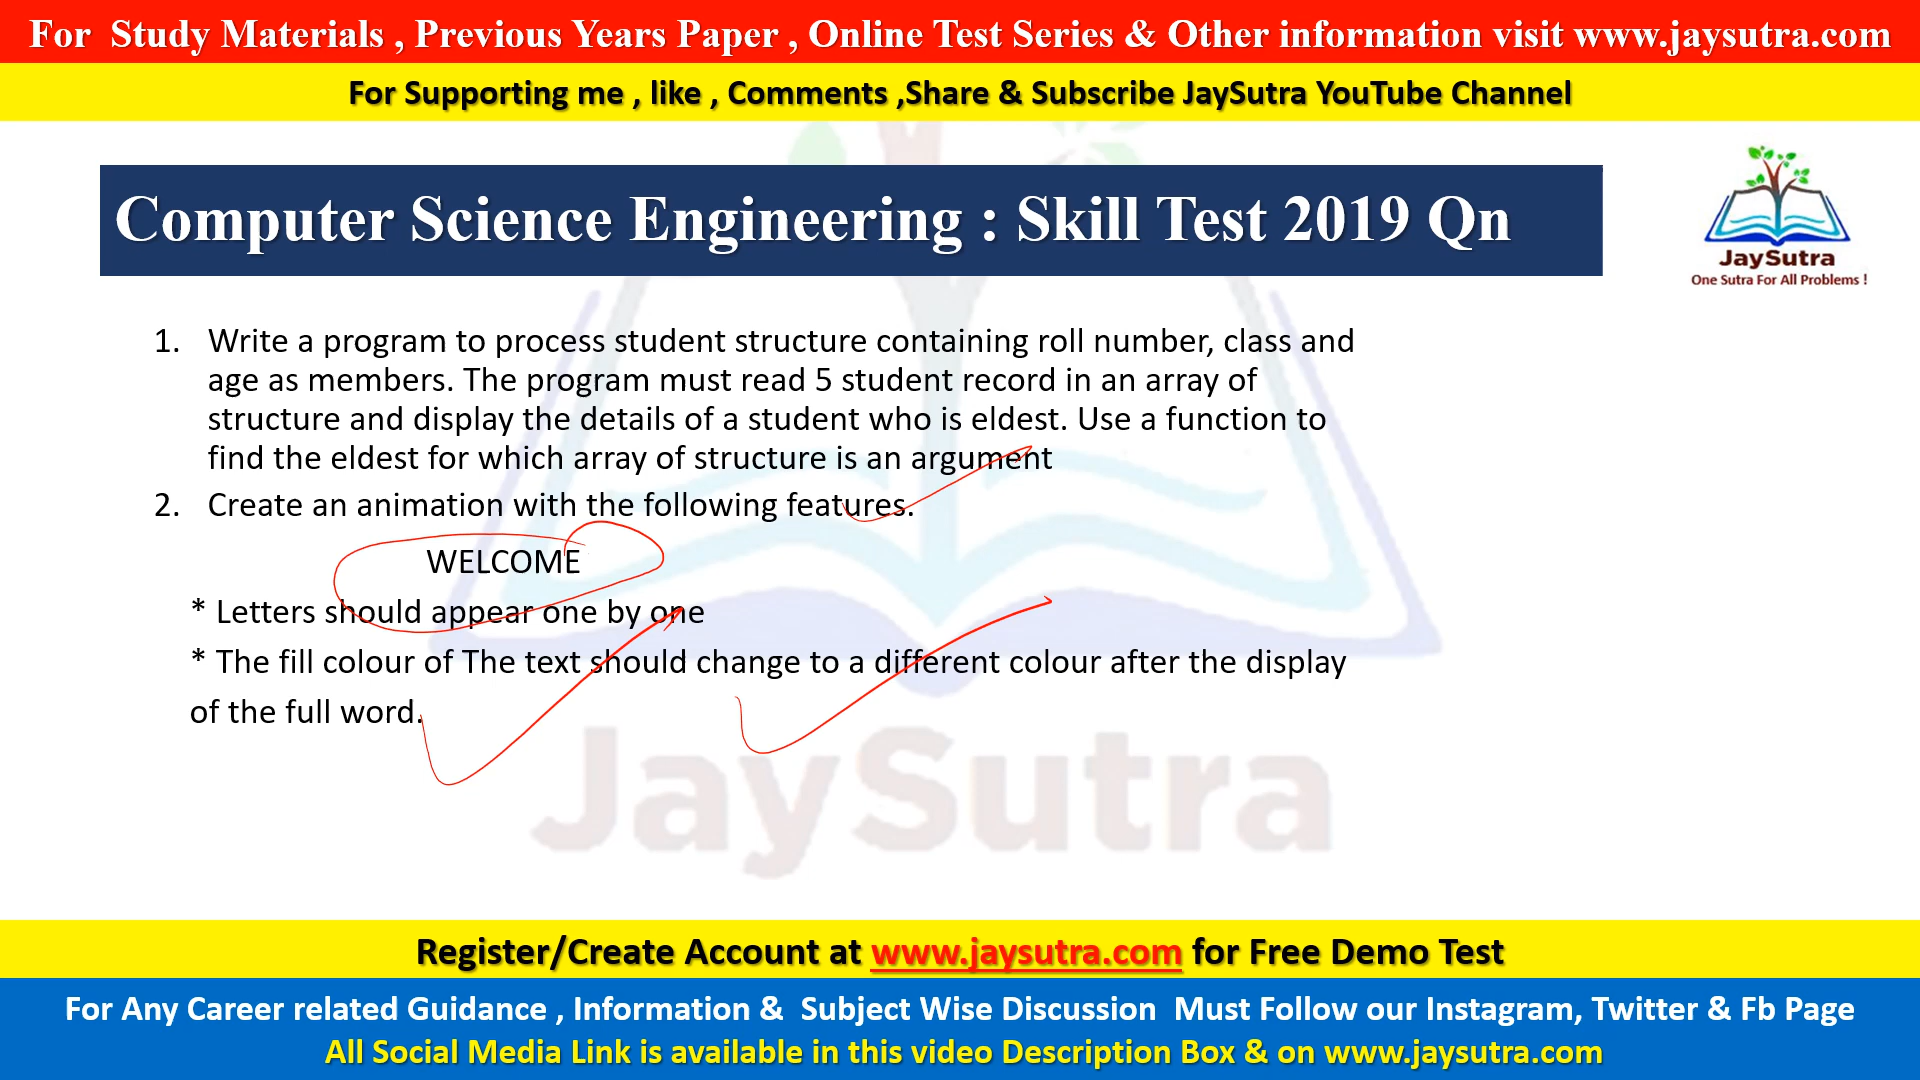 For Study Materials , Previous Years Paper , Online Test Series & Other information visit www.jaysutra.com
For Supporting me , like , Comments ,Share & Subscribe JaySutra YouTube Channel
Computer Science Engineering : Skill Test 2019 Qn
JaySutra
One Sutra For All Problems !
1. Write a program to process student structure containing roll number, class and
age as members. The program must read 5 student record in an array of
structure and display the details of a student who is eldest. Use a function to
find the eldest for which array of structure is an argument
2. Create an animation with the following features.
WELCOME
* Letters should appear one by one
* The fill colour of The text should change to a different colour after the display
of the full word.
JaySutra
Register/Create Account at www.jaysutra.com for Free Demo Test
For Any Career related Guidance , Information & Subject Wise Discussion Must Follow our Instagram, Twitter & Fb Page
All Social Media Link is available in this video Description Box & on www.jaysutra.com